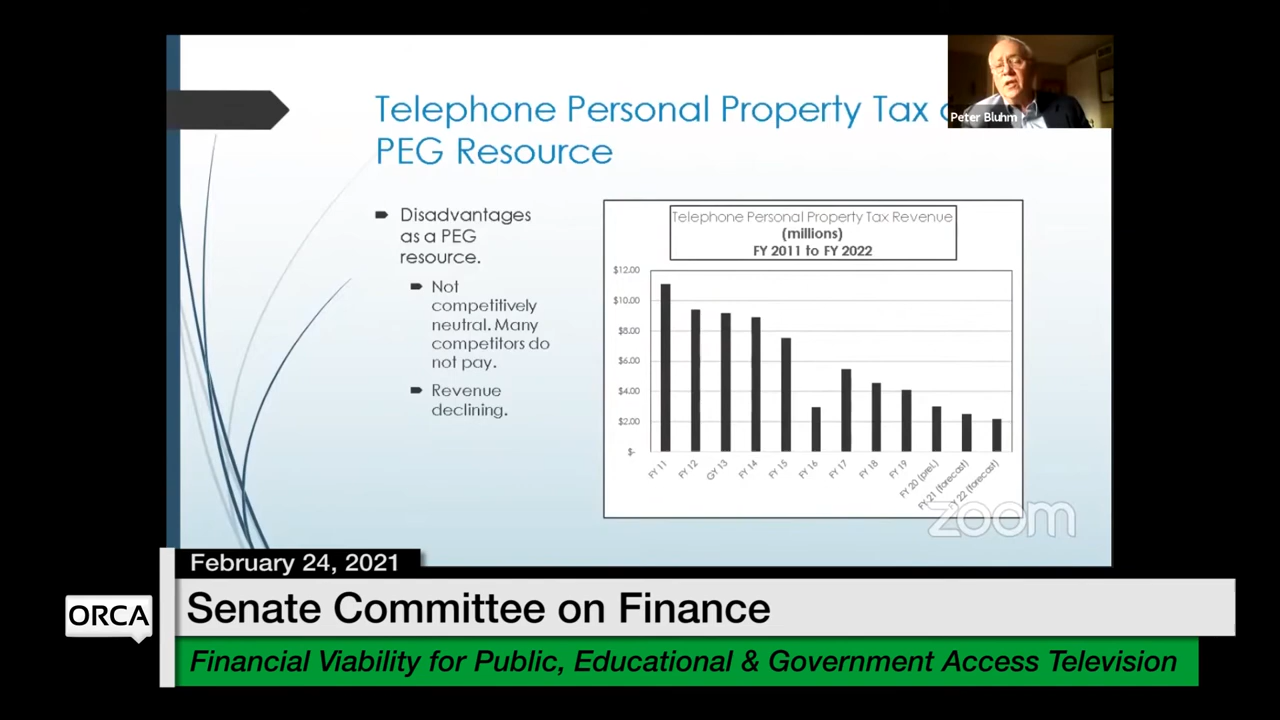 Telephone Personal Property Tax
PEG Resource
Peter Bluhm
Disadvantages
as a PEG
resource.
Not
competitively
neutral. Many
competitors do
not pay.
Revenue
declining.
Telephone Personal Property Tax Revenue
(millions)
FY 2011 to FY 2022
$12.00
$10.00
$8.00
$6.00
$4.00
$2.00
$-
FY 11
FY 12
GY 13
FY 14
FY 15
FY 16
FY 17
FY 18
FY 19
FY 20 (prel.)
FY 21 (forecast)
FY 22 (forecast)
zoom
February 24, 2021
ORCA
Senate Committee on Finance
Financial Viability for Public, Educational & Government Access Television